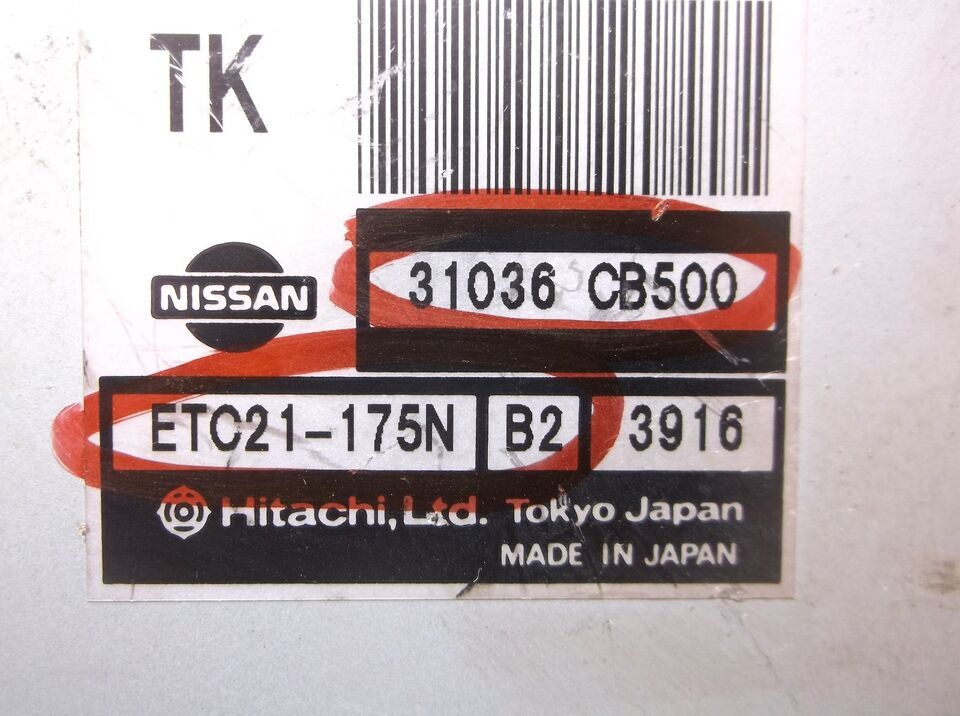 TK
NISSAN
31036 CB500
ETC21-175N B2 3916
Hitachi, Ltd. Tokyo Japan
MADE IN JAPAN